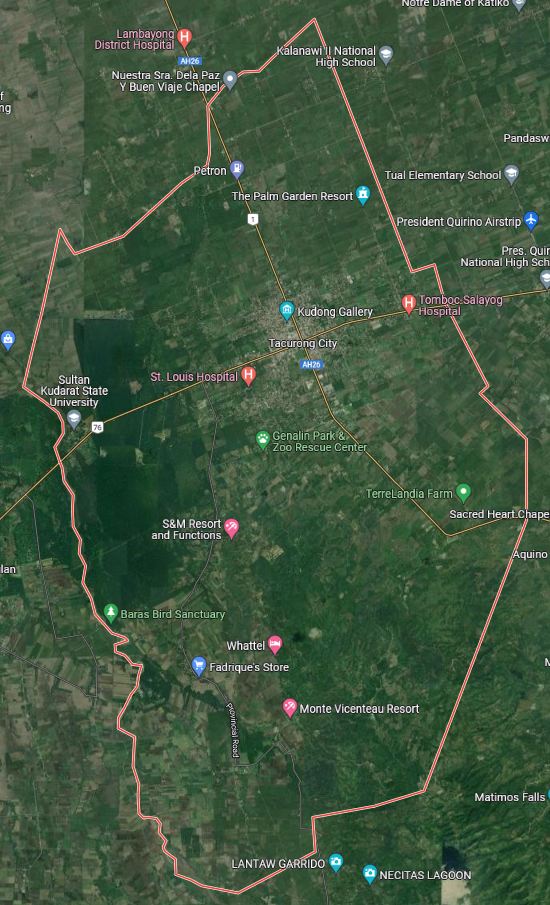 Notre Dame of Katiko
Lambayong
District Hospital
AH26
Kalanawi II National
High School
Nuestra Sra. Dela Paz
Y Buen Viaje Chapel
f
ng
Pandasw
Petron
Tual Elementary School
The Palm Garden Resort
1
President Quirino Airstrip
Pres. Quir
National High Sch
Tomboc Salayog
Hospital
Kudong Gallery
Tacurong City
AH26
St. Louis Hospital
Sultan
Kudarat State
University
76
Genalin Park &
Zoo Rescue Center
TerreLandia Farm
Sacred Heart Chape
S&M Resort
and Functions
Aquino
lan
Baras Bird Sanctuary
Whattel
Fadrique's Store
M
Monte Vicenteau Resort
Provincial Road
Matimos Falls
LANTAW GARRIDO
NECITAS LAGOON